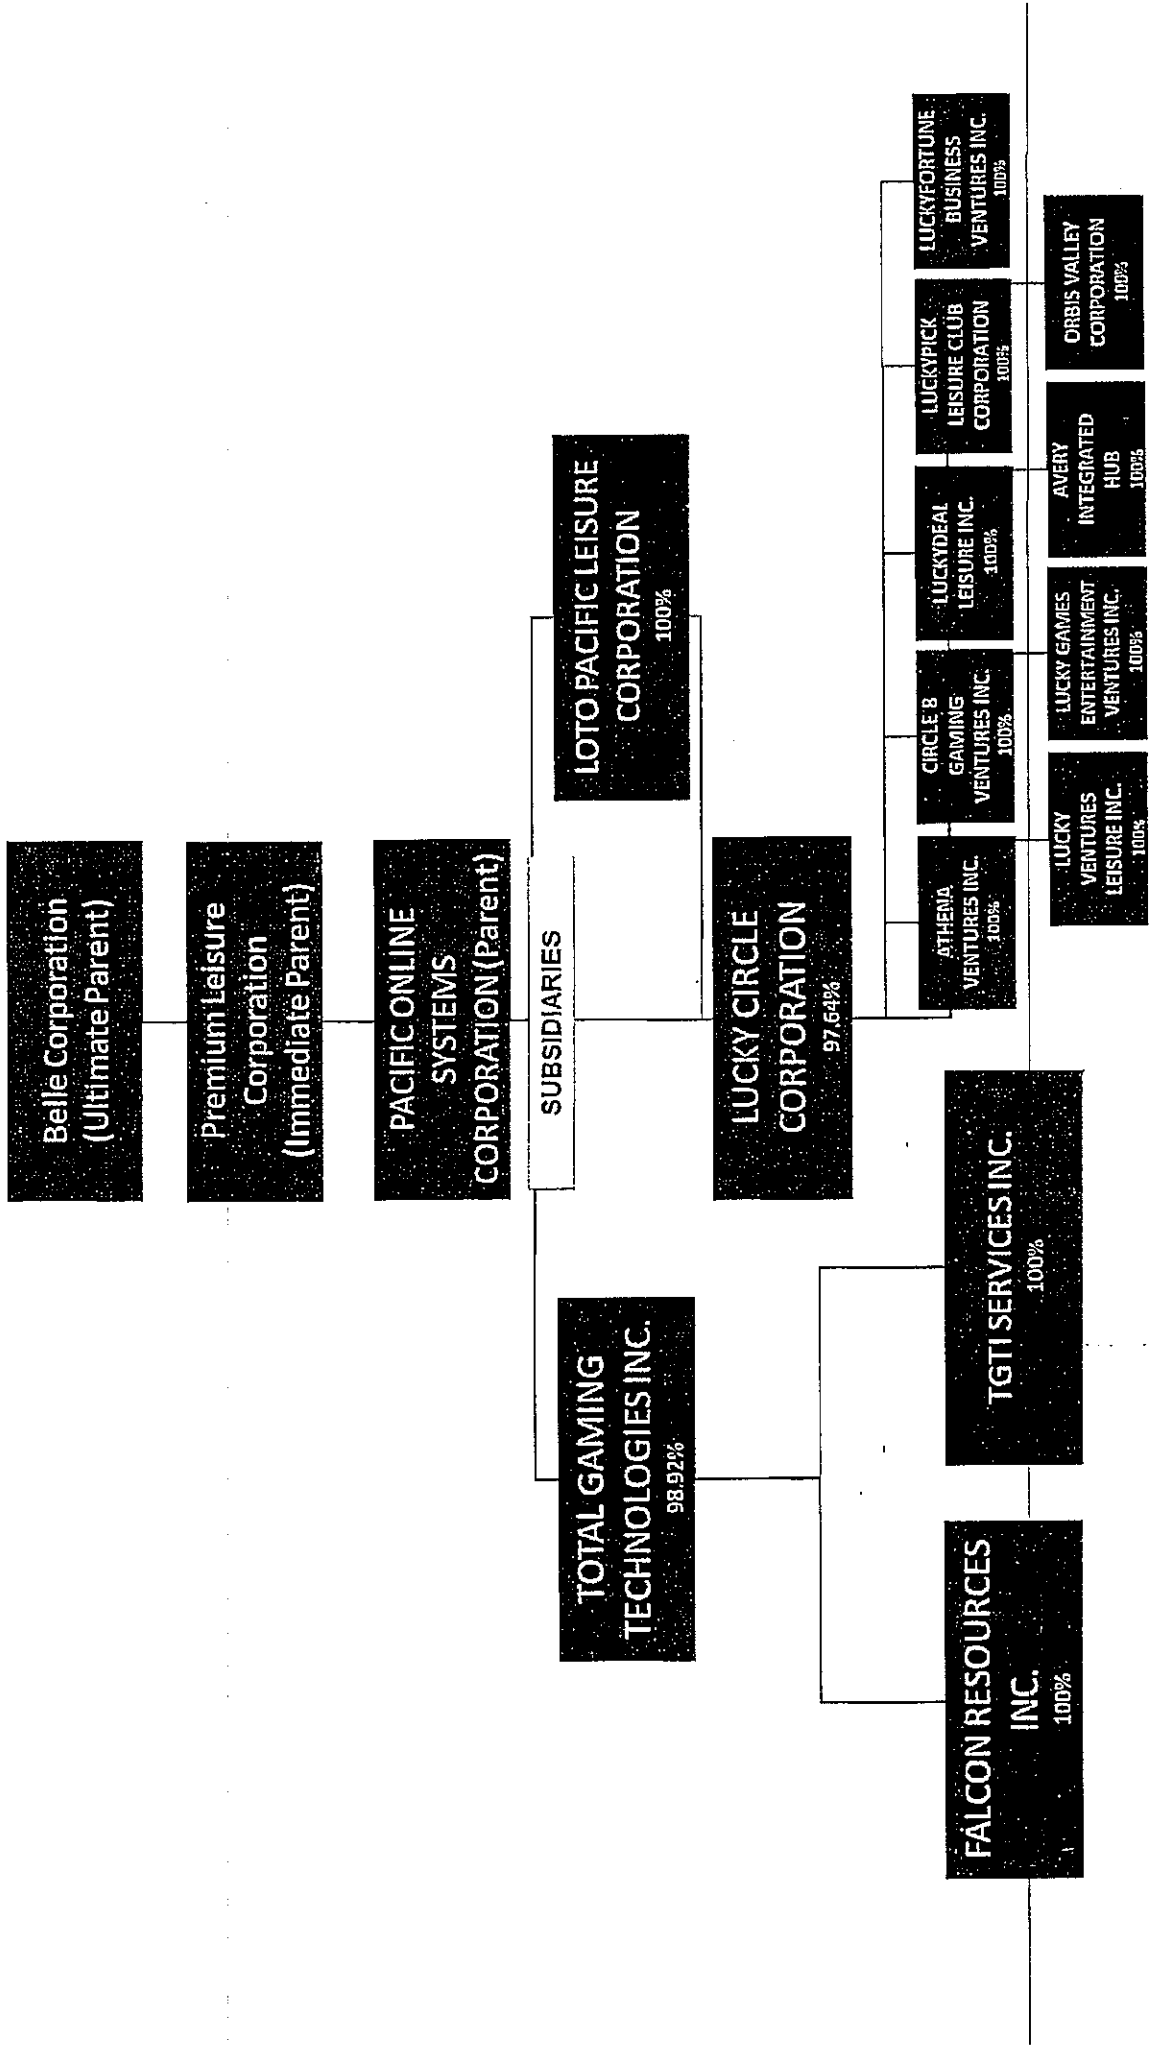 Belle Corporation
(Ultimate Parent)
Premium Leisure
Corporation
(Immediate Parent)
PACIFIC ONLINE
SYSTEMS
CORPORATION (Parent)
SUBSIDIARIES
TOTAL GAMING
TECHNOLOGIES INC.
98.92%
LOTO PACIFIC LEISURE
CORPORATION
100%
LUCKY CIRCLE
CORPORATION
97.64%
FALCON RESOURCES
INC.
100%
TGTI SERVICES INC.
100%
ATHENA
VENTURES INC.
100%
CIRCLE 8
GAMING
VENTURES INC.
100%
LUCKYDEAL
LEISURE INC.
100%
LUCKYPICK
LEISURE CLUB
CORPORATION
100%
LUCKYFORTUNE
BUSINESS
VENTURES INC.
100%
LUCKY
VENTURES
LEISURE INC.
100%
LUCKY GAMES
ENTERTAINMENT
VENTURES INC.
100%
AVERY
INTEGRATED
HUB
100%
ORBIS VALLEY
CORPORATION
100%